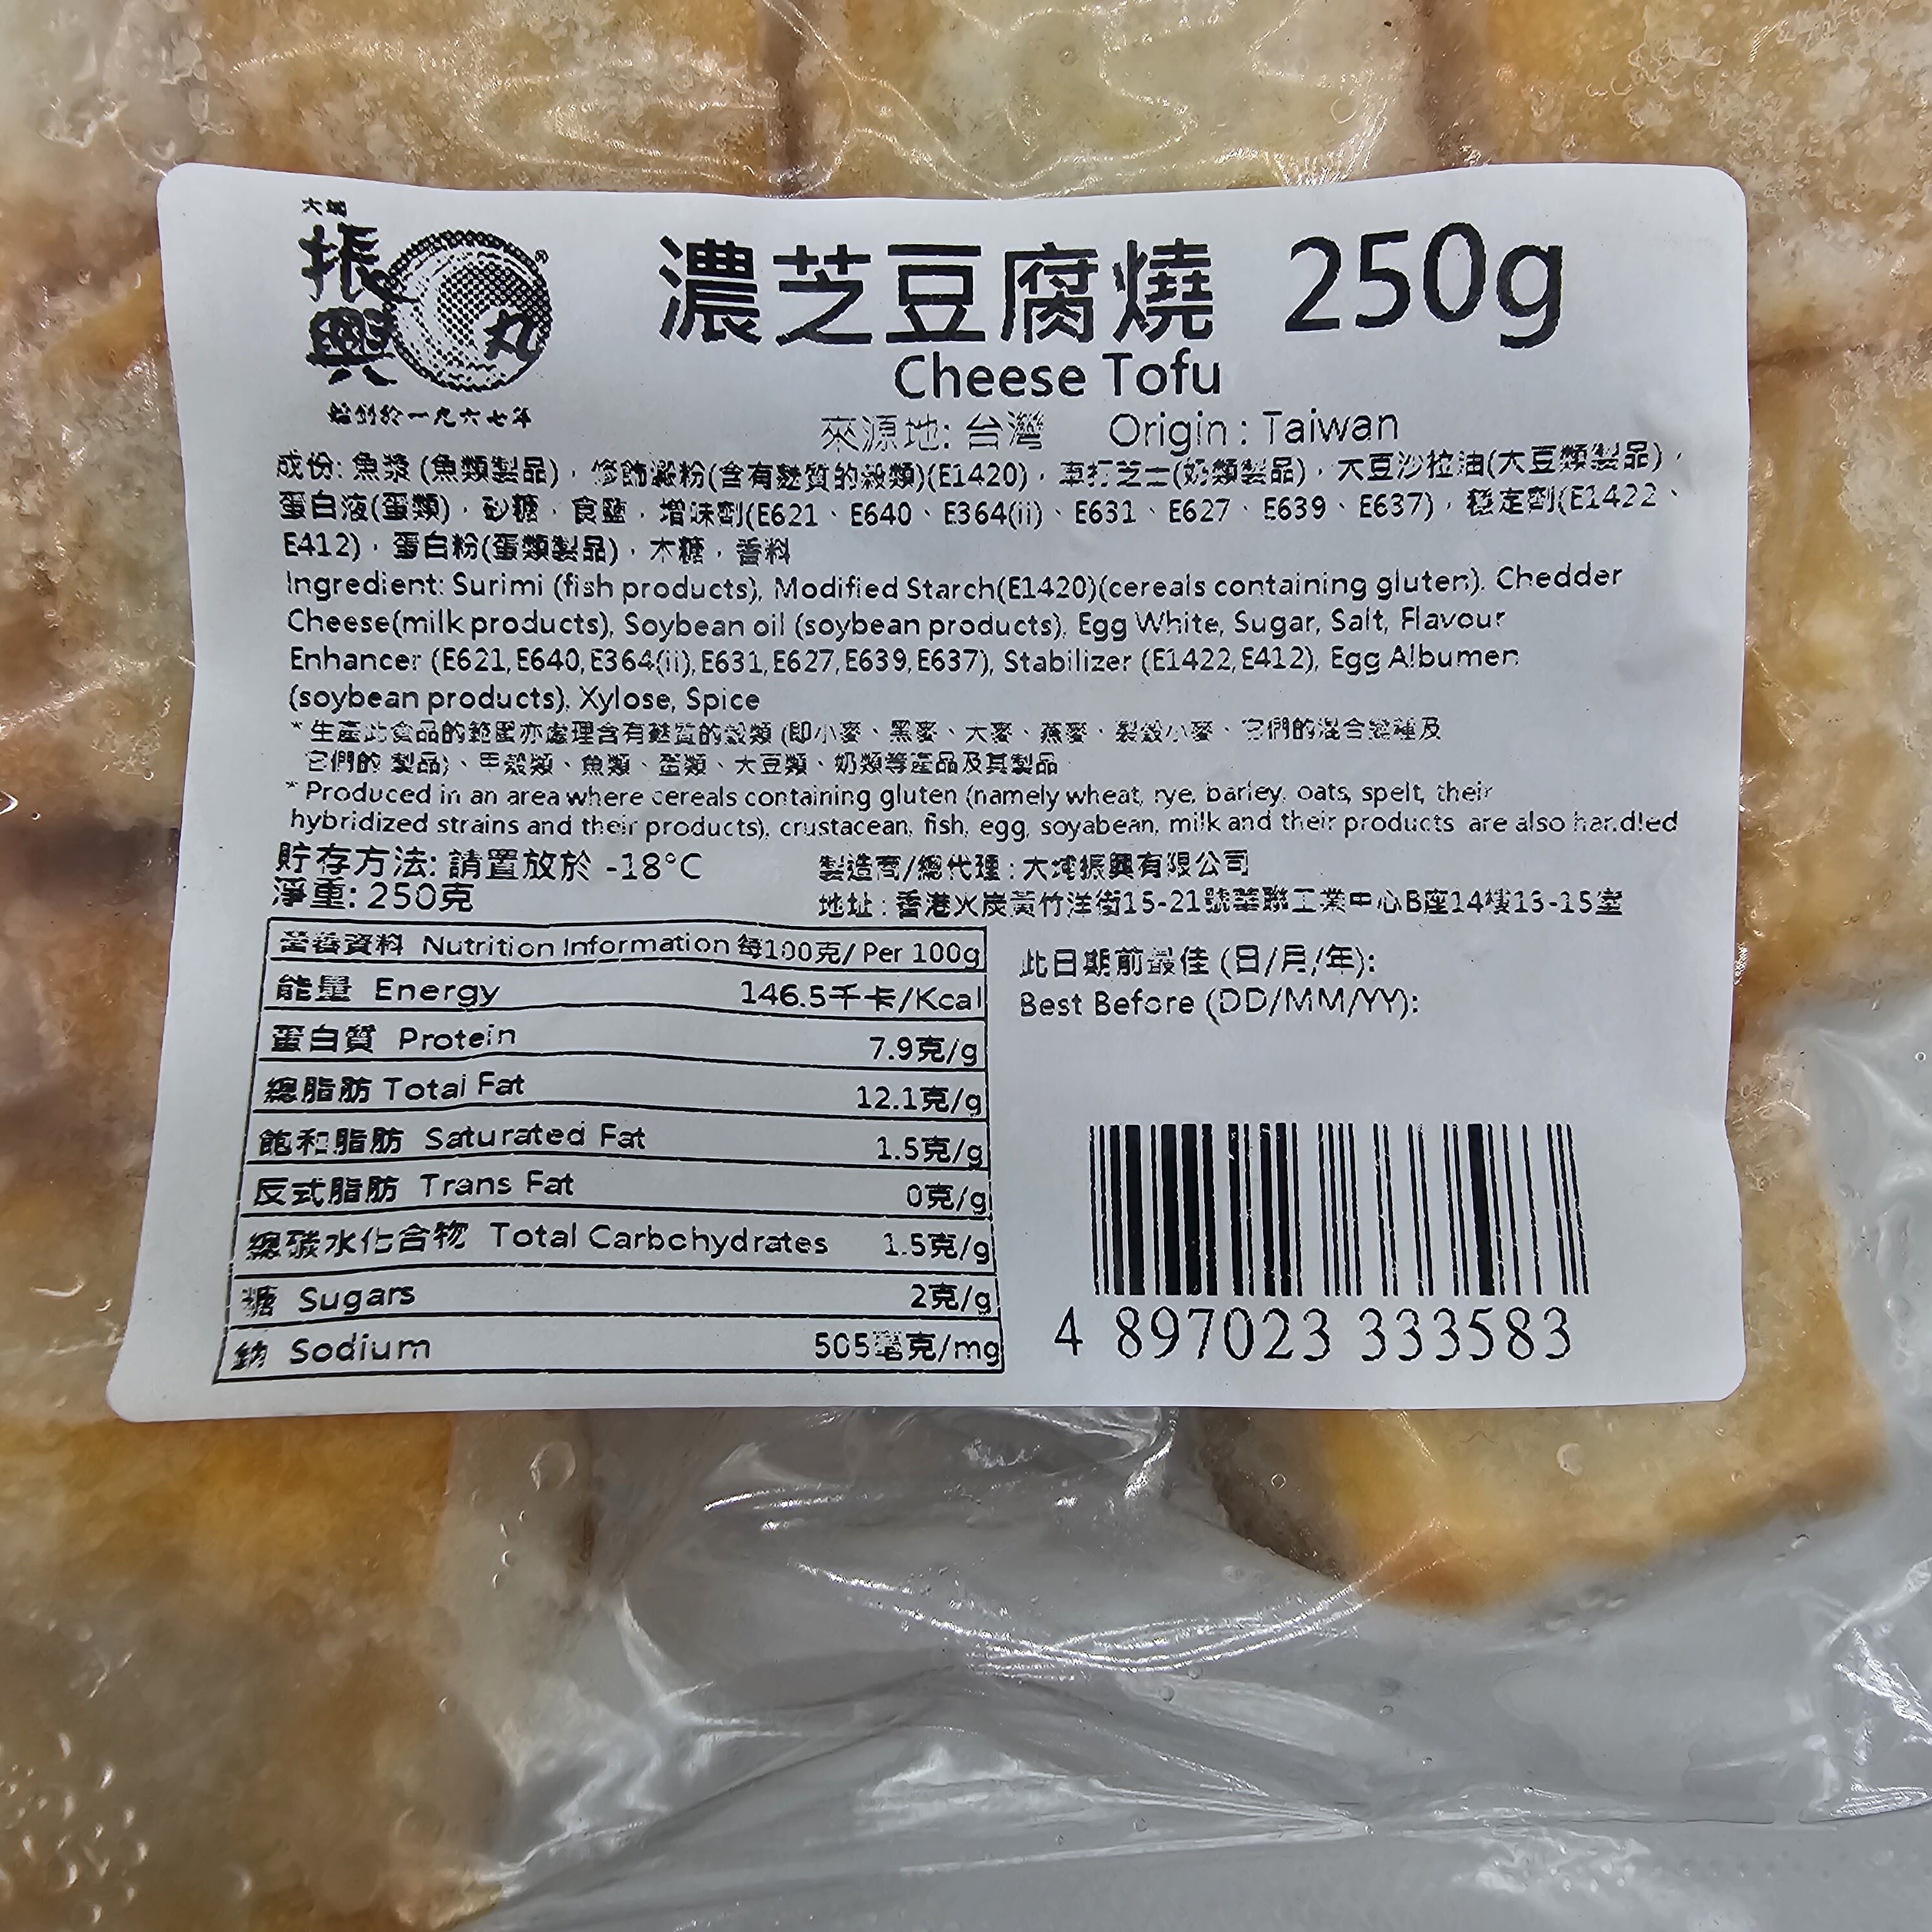 大埔
振興
丸
®
始創於一九六七年
濃芝豆腐燒 250g
Cheese Tofu
來源地: 台灣 Origin : Taiwan
成份: 魚漿 (魚類製品)，修飾澱粉(含有麩質的穀類)(E1420)，車打芝士(奶類製品)，大豆沙拉油(大豆類製品)，
蛋白液(蛋類)，砂糖，食鹽，增味劑(E621、E640、E364(ii)、E631、E627、E639、E637)，穩定劑(E1422、
E412)，蛋白粉(蛋類製品)，木糖，香料
Ingredient: Surimi (fish products), Modified Starch(E1420)(cereals containing gluten). Chedder
Cheese(milk products), Soybean oil (soybean products), Egg White, Sugar, Salt, Flavour
Enhancer (E621,E640,E364(ii),E631,E627,E639,E637), Stabilizer (E1422,E412), Egg Albumen
(soybean products), Xylose, Spice
* 生產此食品的範圍亦處理含有麩質的穀類 (即小麥、黑麥、大麥、燕麥、裂殼小麥、它們的混合變種及
它們的 製品)、甲殼類、魚類、蛋類、大豆類、奶類等產品及其製品
* Produced in an area where cereals containing gluten (namely wheat, rye, barley, oats, spelt, their
hybridized strains and their products), crustacean, fish, egg, soyabean, milk and their products are also handled
貯存方法: 請置放於 -18°C
淨重: 250克
製造商/總代理 : 大埔振興有限公司
地址 : 香港火炭黃竹洋街15-21號華聯工業中心B座14樓13-15室
營養資料 Nutrition Information 每100克/ Per 100g
能量 Energy 146.5千卡/Kcal
蛋白質 Protein 7.9克/g
總脂肪 Total Fat 12.1克/g
飽和脂肪 Saturated Fat 1.5克/g
反式脂肪 Trans Fat 0克/g
總碳水化合物 Total Carbohydrates 1.5克/g
糖 Sugars 2克/g
鈉 Sodium 505毫克/mg
此日期前最佳 (日/月/年):
Best Before (DD/MM/YY):
4 897023 333583